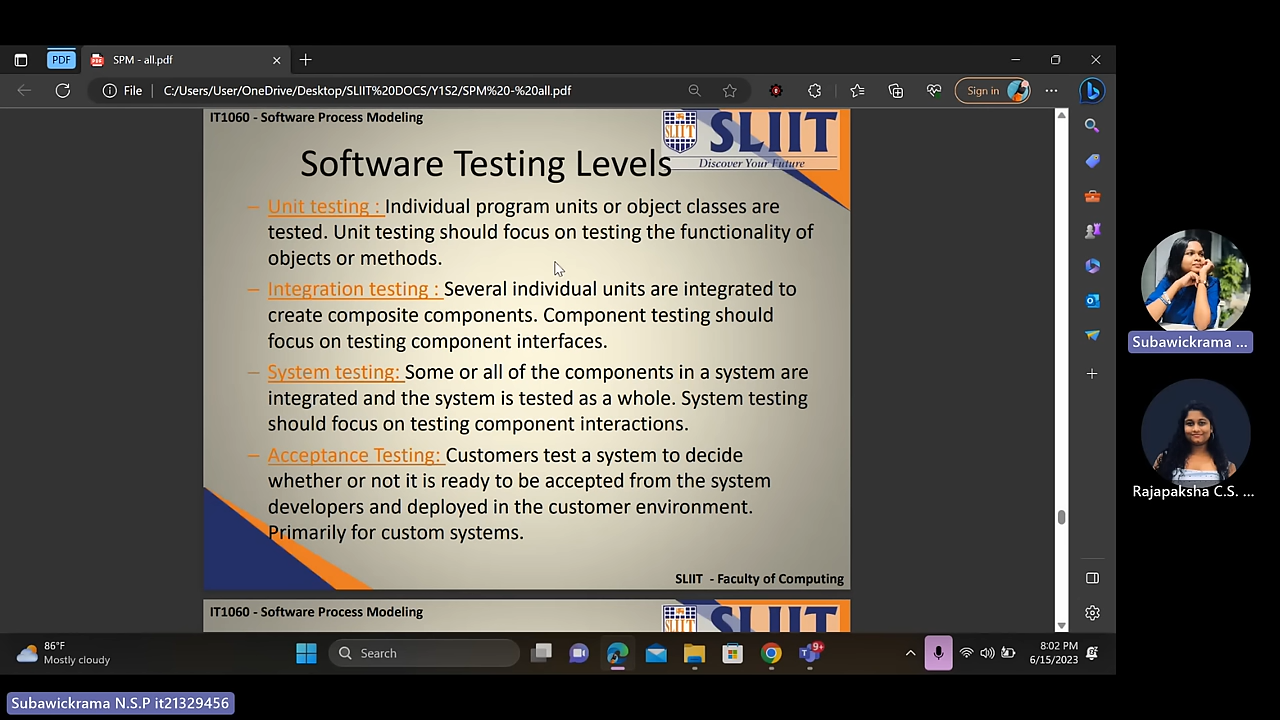 PDF
SPM - all.pdf
File
C:/Users/User/OneDrive/Desktop/SLIIT%20DOCS/Y1S2/SPM%20-%20all.pdf
Sign in
IT1060 - Software Process Modeling
SLIIT
SLIIT
Discover Your Future
Software Testing Levels
– Unit testing : Individual program units or object classes are
tested. Unit testing should focus on testing the functionality of
objects or methods.
– Integration testing : Several individual units are integrated to
create composite components. Component testing should
focus on testing component interfaces.
– System testing: Some or all of the components in a system are
integrated and the system is tested as a whole. System testing
should focus on testing component interactions.
– Acceptance Testing: Customers test a system to decide
whether or not it is ready to be accepted from the system
developers and deployed in the customer environment.
Primarily for custom systems.
SLIIT - Faculty of Computing
IT1060 - Software Process Modeling
SLIIT
Subawickrama ...
Rajapaksha C.S. ...
86°F
Mostly cloudy
Search
9+
8:02 PM
6/15/2023
Subawickrama N.S.P it21329456